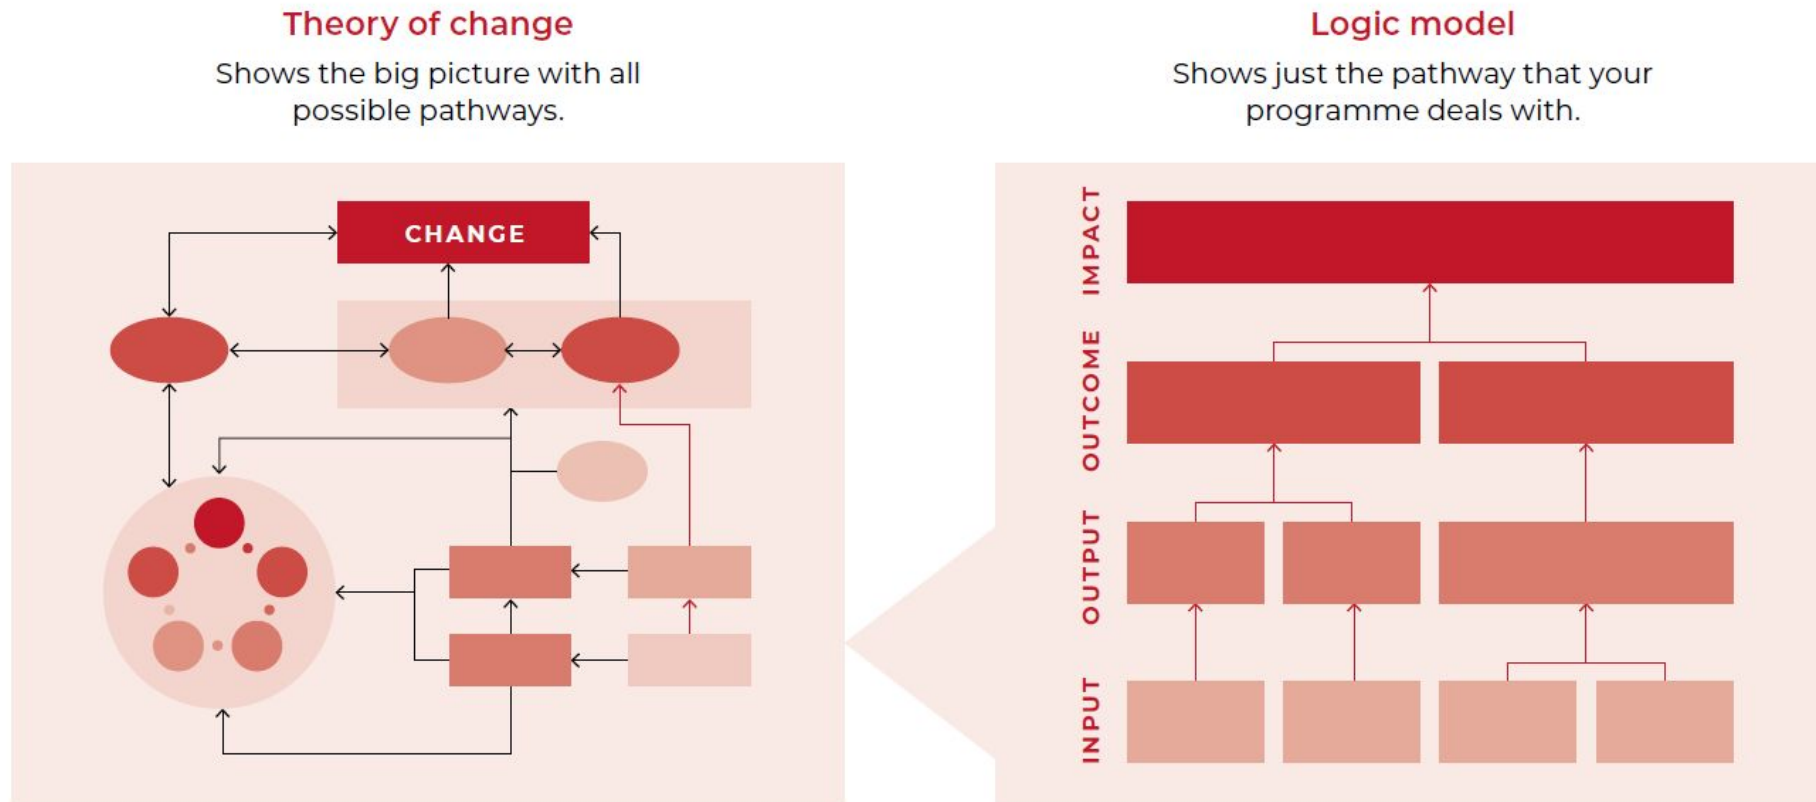 Theory of change
Shows the big picture with all
possible pathways.
CHANGE
Logic model
Shows just the pathway that your
programme deals with.
IMPACT
OUTCOME
OUTPUT
INPUT